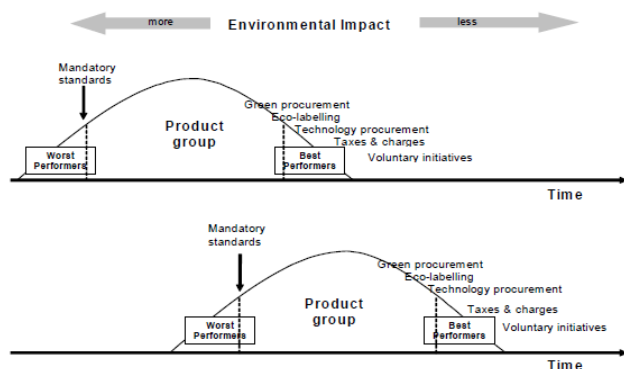 more Environmental Impact less
Mandatory
standards
Green procurement
Eco-labelling
Technology procurement
Taxes & charges
Voluntary initiatives
Product
group
Worst
Performers
Best
Performers
Time
Mandatory
standards
Green procurement
Eco-labelling
Technology procurement
Taxes & charges
Voluntary initiatives
Product
group
Worst
Performers
Best
Performers
Time